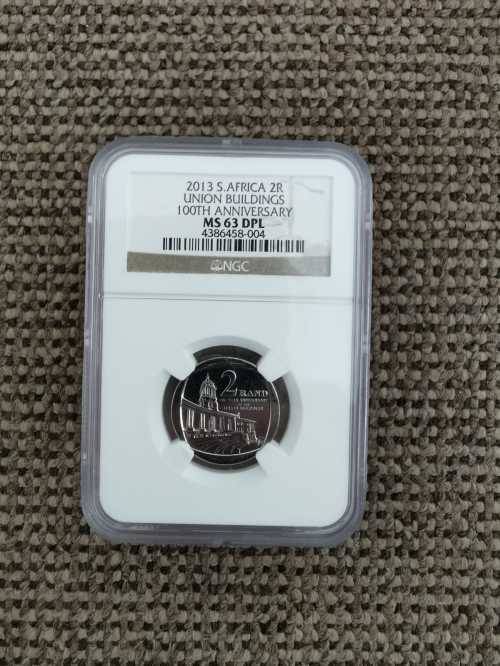 2013 S.AFRICA 2R
UNION BUILDINGS
100TH ANNIVERSARY
MS 63 DPL
4386458-004
NGC
2
RAND